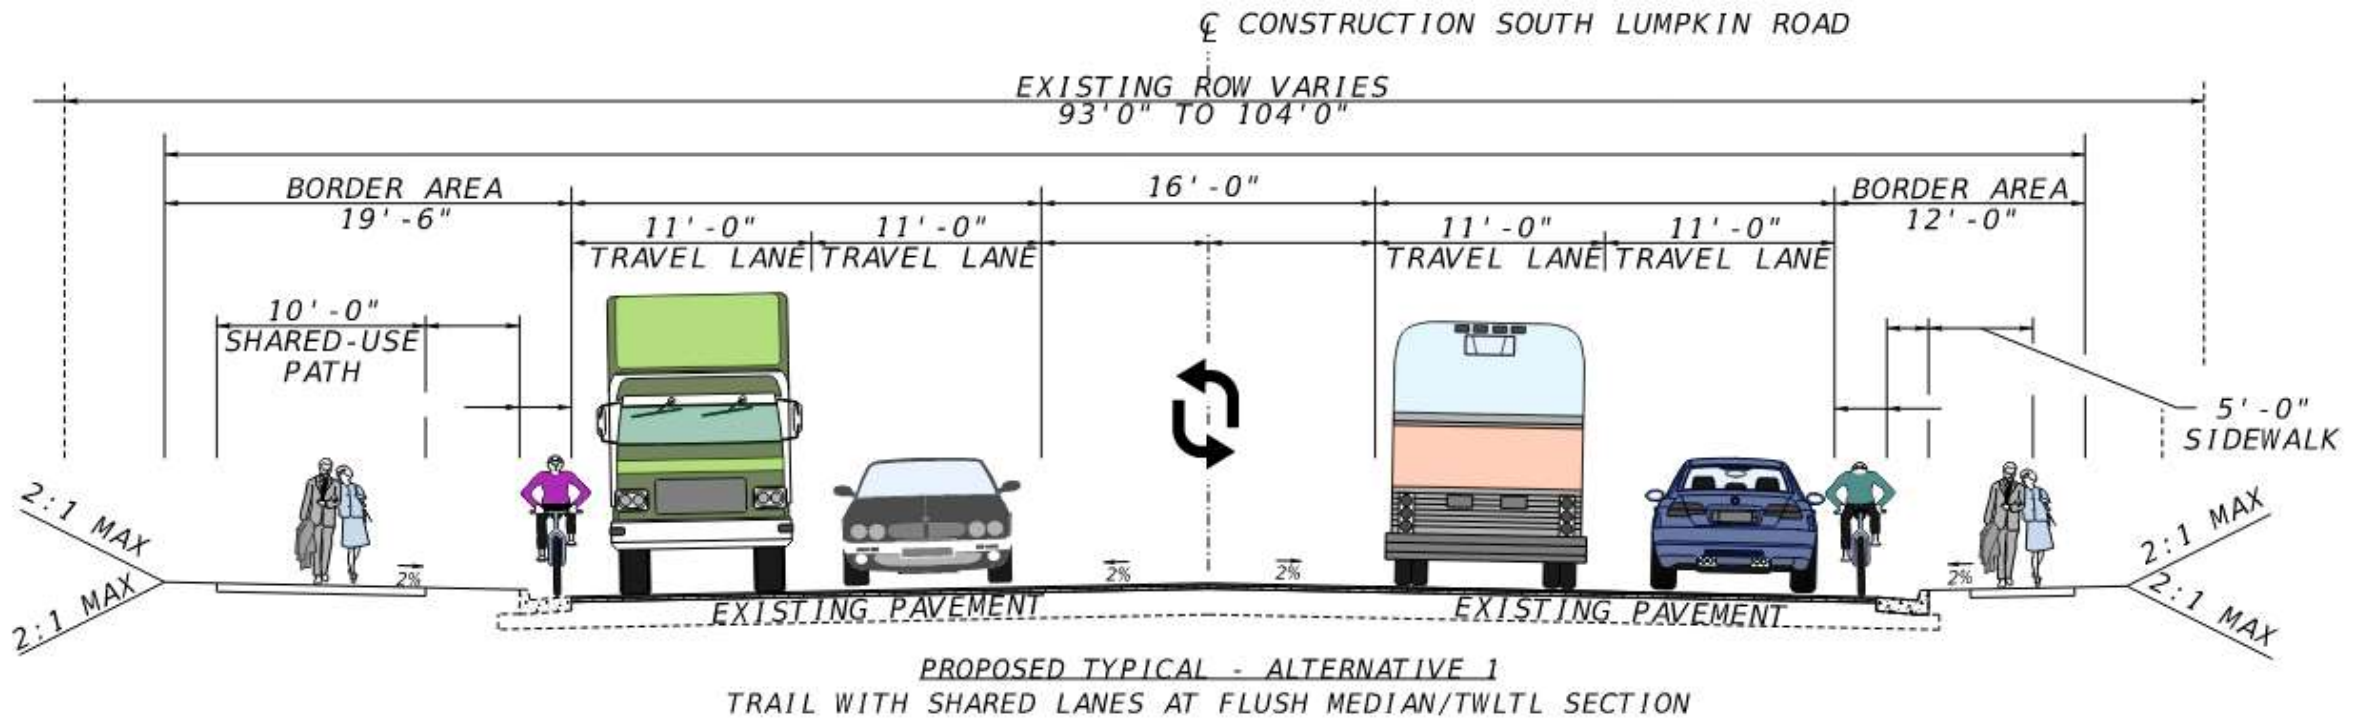 ℄ CONSTRUCTION SOUTH LUMPKIN ROAD
EXISTING ROW VARIES
93'0" TO 104'0"
BORDER AREA
19'-6"
16'-0"
BORDER AREA
12'-0"
11'-0"
TRAVEL LANE
11'-0"
TRAVEL LANE
11'-0"
TRAVEL LANE
11'-0"
TRAVEL LANE
10'-0"
SHARED-USE
PATH
5'-0"
SIDEWALK
2:1 MAX
2:1 MAX
2%
2%
2%
2%
2:1 MAX
2:1 MAX
EXISTING PAVEMENT
EXISTING PAVEMENT
PROPOSED TYPICAL - ALTERNATIVE 1
TRAIL WITH SHARED LANES AT FLUSH MEDIAN/TWLTL SECTION